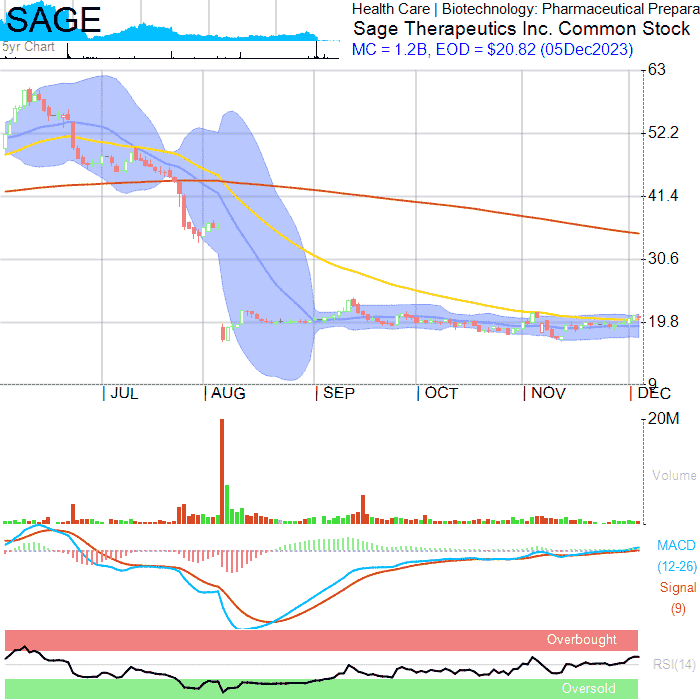 SAGE
5yr Chart
Health Care | Biotechnology: Pharmaceutical Prepara
Sage Therapeutics Inc. Common Stock
MC = 1.2B, EOD = $20.82 (05Dec2023)
63
52.2
41.4
30.6
19.8
9
JUL
AUG
SEP
OCT
NOV
DEC
20M
Volume
MACD
(12-26)
Signal
(9)
Overbought
RSI(14)
Oversold